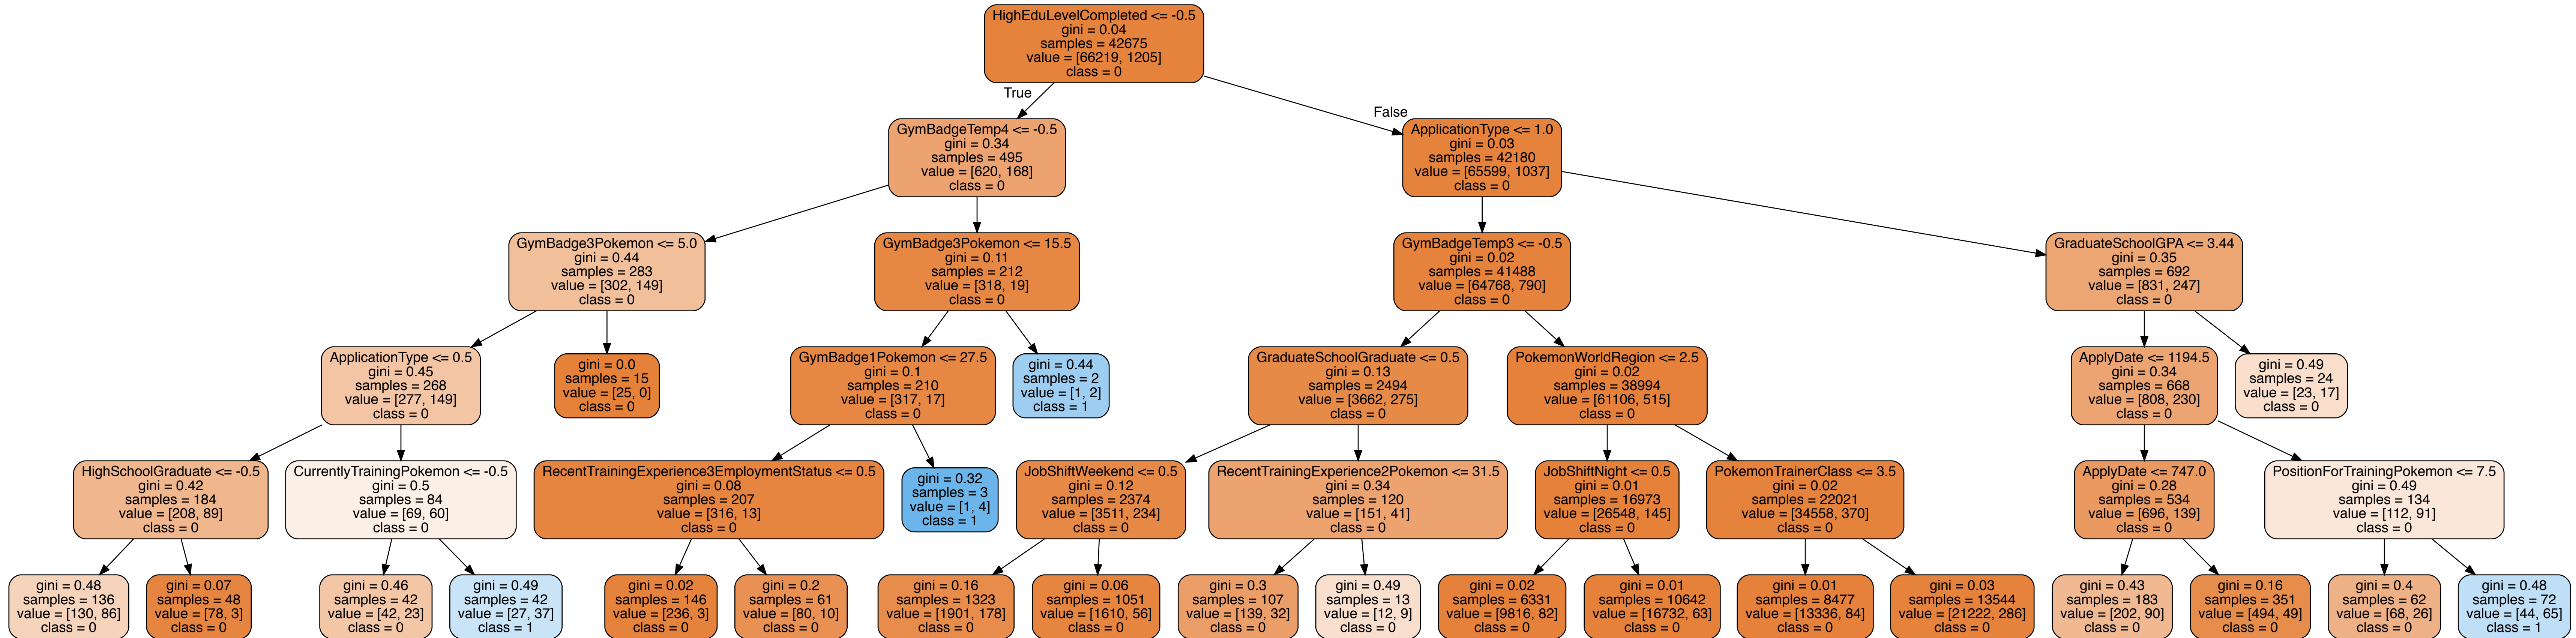 HighEduLevelCompleted <= -0.5
gini = 0.04
samples = 42675
value = [66219, 1205]
class = 0
True
False
GymBadgeTemp4 <= -0.5
gini = 0.34
samples = 495
value = [620, 168]
class = 0
ApplicationType <= 1.0
gini = 0.03
samples = 42180
value = [65599, 1037]
class = 0
GymBadge3Pokemon <= 5.0
gini = 0.44
samples = 283
value = [302, 149]
class = 0
GymBadge3Pokemon <= 15.5
gini = 0.11
samples = 212
value = [318, 19]
class = 0
GymBadgeTemp3 <= -0.5
gini = 0.02
samples = 41488
value = [64768, 790]
class = 0
GraduateSchoolGPA <= 3.44
gini = 0.35
samples = 692
value = [831, 247]
class = 0
ApplicationType <= 0.5
gini = 0.45
samples = 268
value = [277, 149]
class = 0
gini = 0.0
samples = 15
value = [25, 0]
class = 0
GymBadge1Pokemon <= 27.5
gini = 0.1
samples = 210
value = [317, 17]
class = 0
gini = 0.44
samples = 2
value = [1, 2]
class = 1
GraduateSchoolGraduate <= 0.5
gini = 0.13
samples = 2494
value = [3662, 275]
class = 0
PokemonWorldRegion <= 2.5
gini = 0.02
samples = 38994
value = [61106, 515]
class = 0
ApplyDate <= 1194.5
gini = 0.34
samples = 668
value = [808, 230]
class = 0
gini = 0.49
samples = 24
value = [23, 17]
class = 0
HighSchoolGraduate <= -0.5
gini = 0.42
samples = 184
value = [208, 89]
class = 0
CurrentlyTrainingPokemon <= -0.5
gini = 0.5
samples = 84
value = [69, 60]
class = 0
RecentTrainingExperience3EmploymentStatus <= 0.5
gini = 0.08
samples = 207
value = [316, 13]
class = 0
gini = 0.32
samples = 3
value = [1, 4]
class = 1
JobShiftWeekend <= 0.5
gini = 0.12
samples = 2374
value = [3511, 234]
class = 0
RecentTrainingExperience2Pokemon <= 31.5
gini = 0.34
samples = 120
value = [151, 41]
class = 0
JobShiftNight <= 0.5
gini = 0.01
samples = 16973
value = [26548, 145]
class = 0
PokemonTrainerClass <= 3.5
gini = 0.02
samples = 22021
value = [34558, 370]
class = 0
ApplyDate <= 747.0
gini = 0.28
samples = 534
value = [696, 139]
class = 0
PositionForTrainingPokemon <= 7.5
gini = 0.49
samples = 134
value = [112, 91]
class = 0
gini = 0.48
samples = 136
value = [130, 86]
class = 0
gini = 0.07
samples = 48
value = [78, 3]
class = 0
gini = 0.46
samples = 42
value = [42, 23]
class = 0
gini = 0.49
samples = 42
value = [27, 37]
class = 1
gini = 0.02
samples = 146
value = [236, 3]
class = 0
gini = 0.2
samples = 61
value = [80, 10]
class = 0
gini = 0.16
samples = 1323
value = [1901, 178]
class = 0
gini = 0.06
samples = 1051
value = [1610, 56]
class = 0
gini = 0.3
samples = 107
value = [139, 32]
class = 0
gini = 0.49
samples = 13
value = [12, 9]
class = 0
gini = 0.02
samples = 6331
value = [9816, 82]
class = 0
gini = 0.01
samples = 10642
value = [16732, 63]
class = 0
gini = 0.01
samples = 8477
value = [13336, 84]
class = 0
gini = 0.03
samples = 13544
value = [21222, 286]
class = 0
gini = 0.43
samples = 183
value = [202, 90]
class = 0
gini = 0.16
samples = 351
value = [494, 49]
class = 0
gini = 0.4
samples = 62
value = [68, 26]
class = 0
gini = 0.48
samples = 72
value = [44, 65]
class = 1